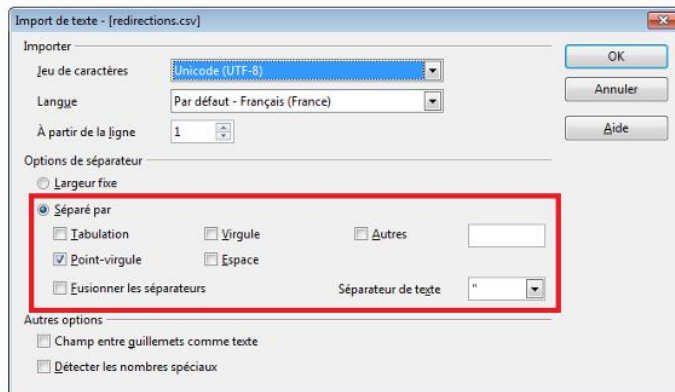 Import de texte - [redirections.csv]
Importer
OK
Jeu de caractères Unicode (UTF-8)
Annuler
Langue Par défaut - Français (France)
À partir de la ligne 1
Aide
Options de séparateur
Largeur fixe
Séparé par
Tabulation Virgule Autres
Point-virgule Espace
Fusionner les séparateurs Séparateur de texte "
Autres options
Champ entre guillemets comme texte
Détecter les nombres spéciaux